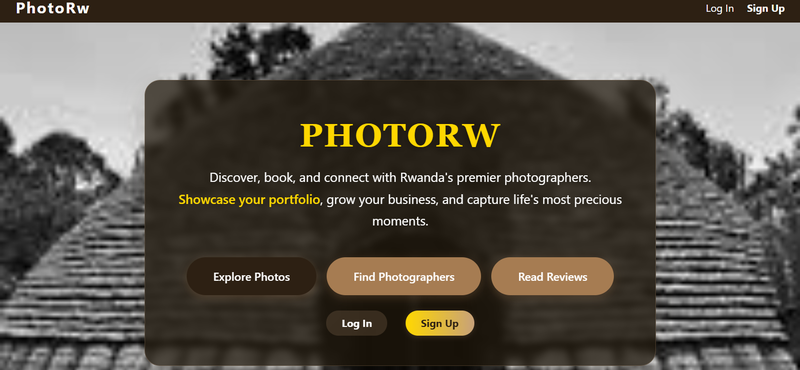 PhotoRw
Log In
Sign Up
PHOTORW
Discover, book, and connect with Rwanda's premier photographers.
Showcase your portfolio, grow your business, and capture life's most precious
moments.
Explore Photos
Find Photographers
Read Reviews
Log In
Sign Up